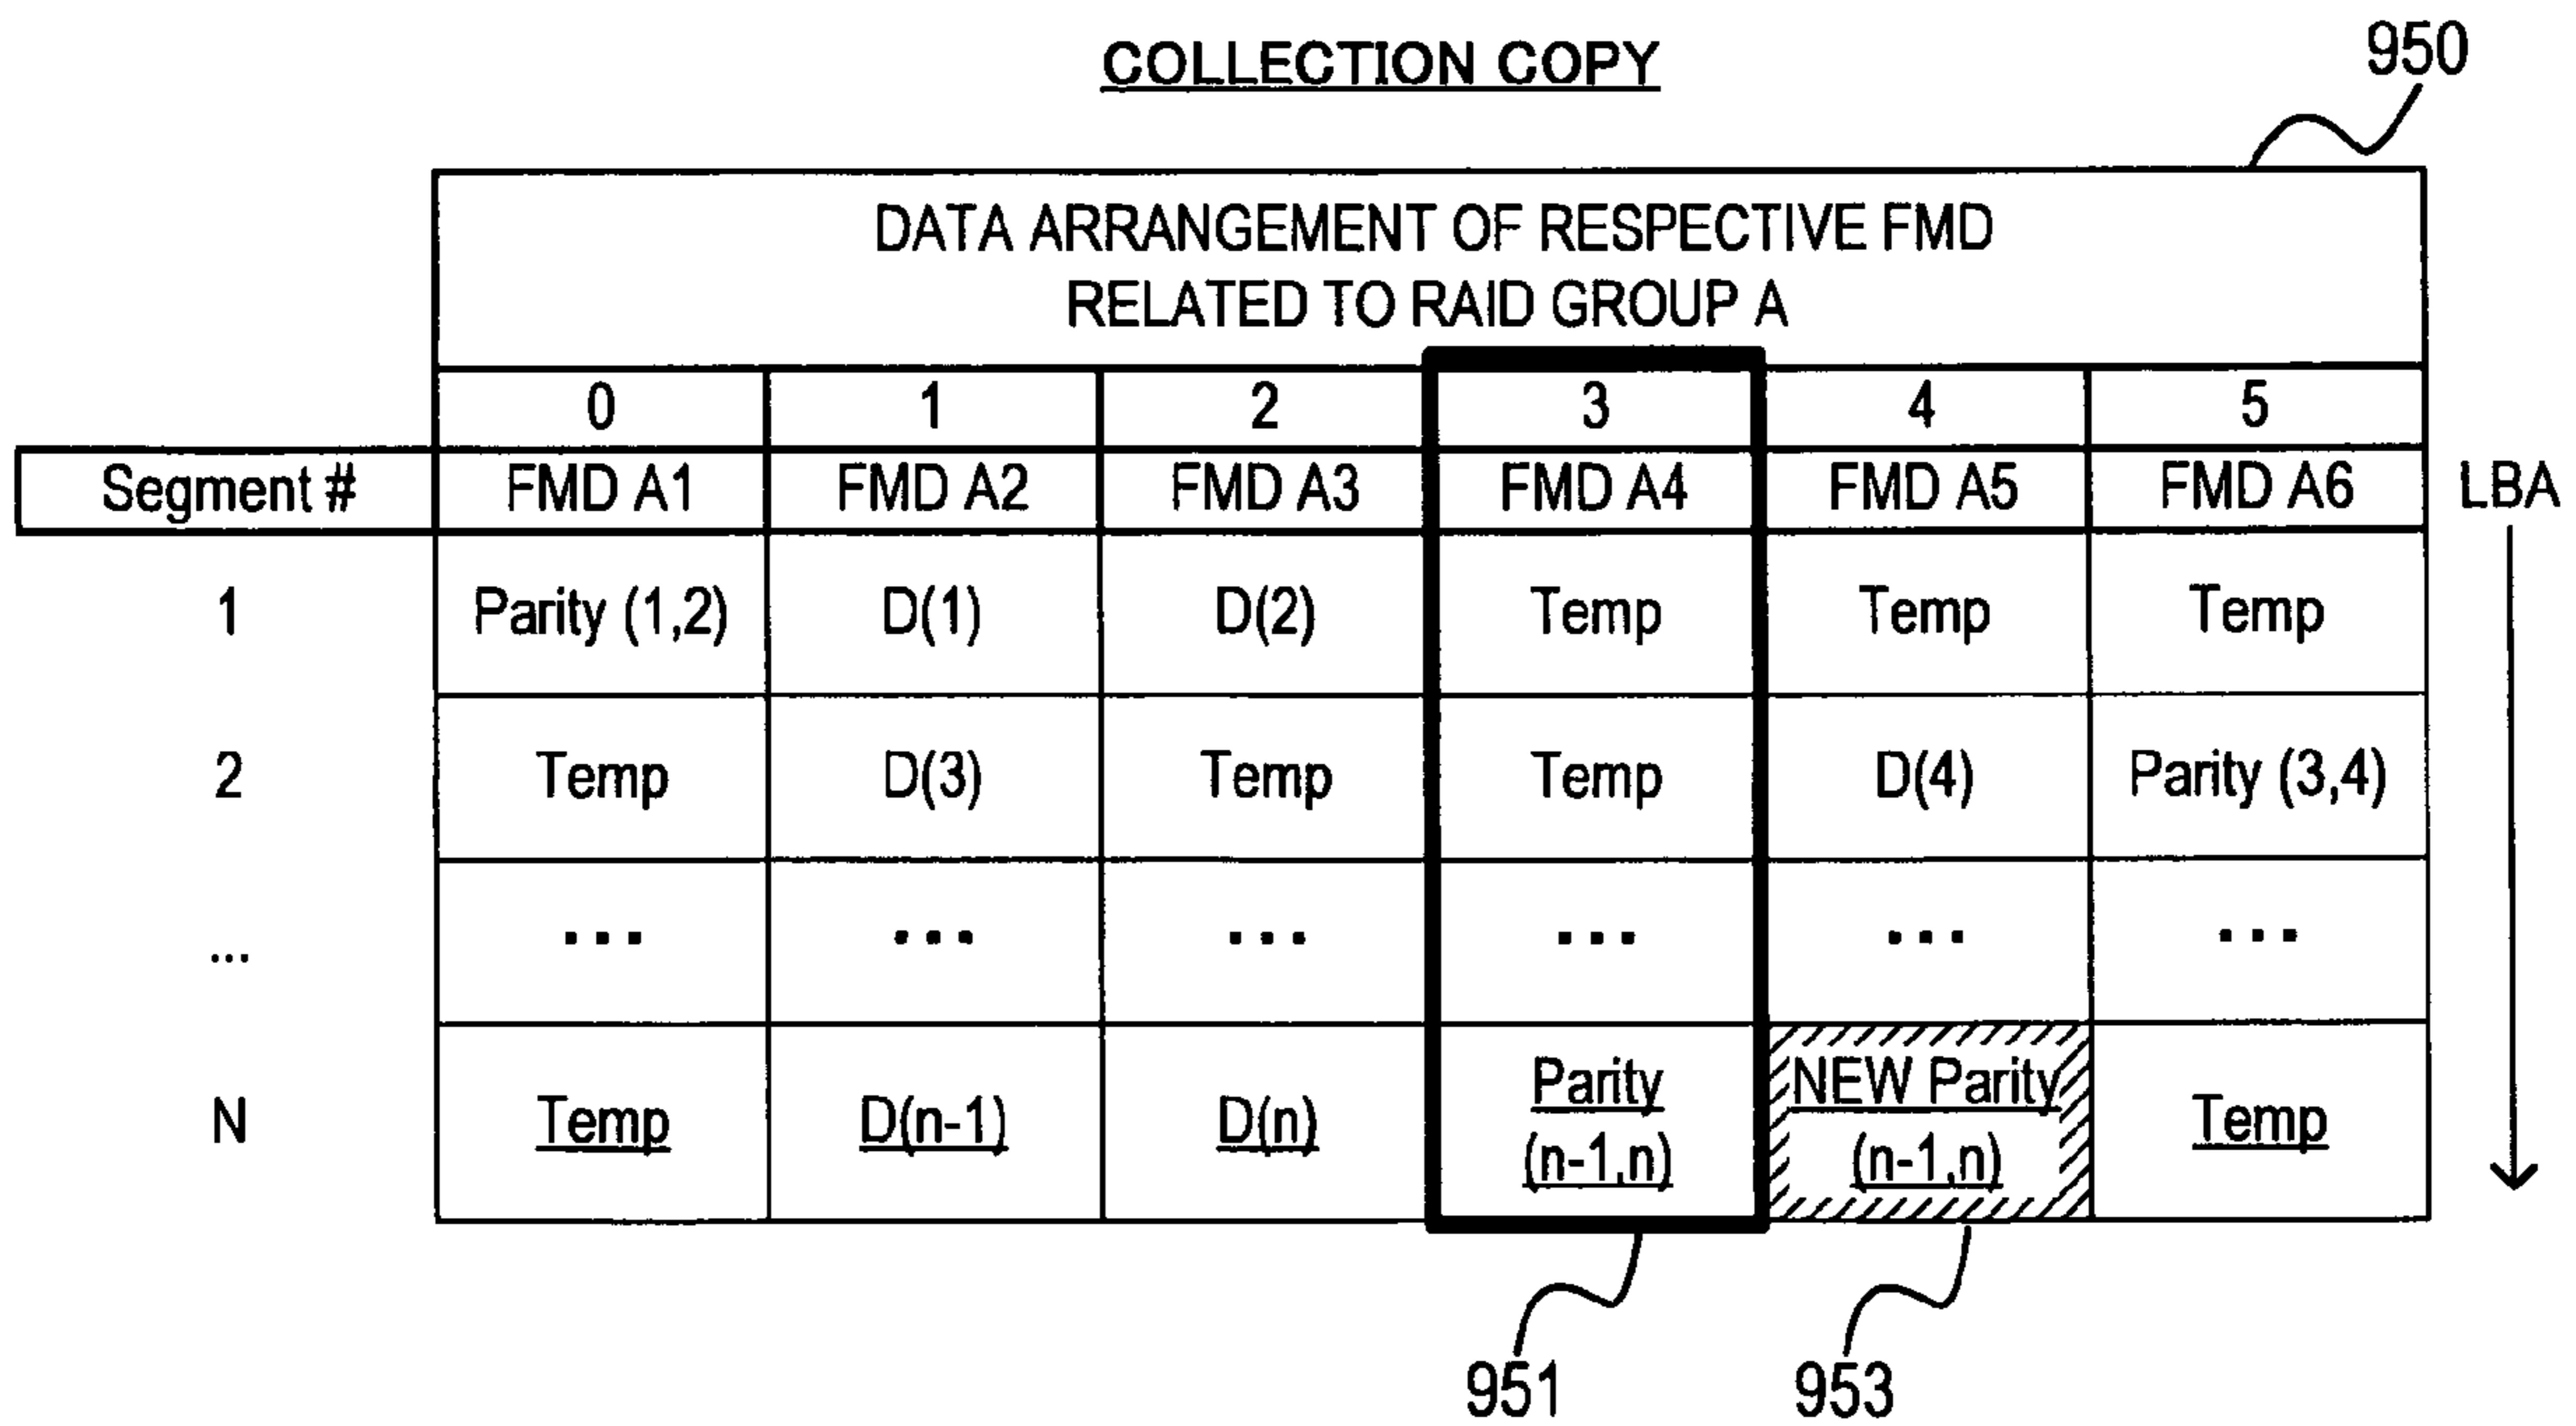 COLLECTION COPY
950
DATA ARRANGEMENT OF RESPECTIVE FMD
RELATED TO RAID GROUP A
0 1 2 3 4 5
Segment # FMD A1 FMD A2 FMD A3 FMD A4 FMD A5 FMD A6 LBA
1 Parity (1,2) D(1) D(2) Temp Temp Temp
2 Temp D(3) Temp Temp D(4) Parity (3,4)
... ... ... ... ... ... ...
N Temp D(n-1) D(n) Parity (n-1,n) NEW Parity (n-1,n) Temp
951 953